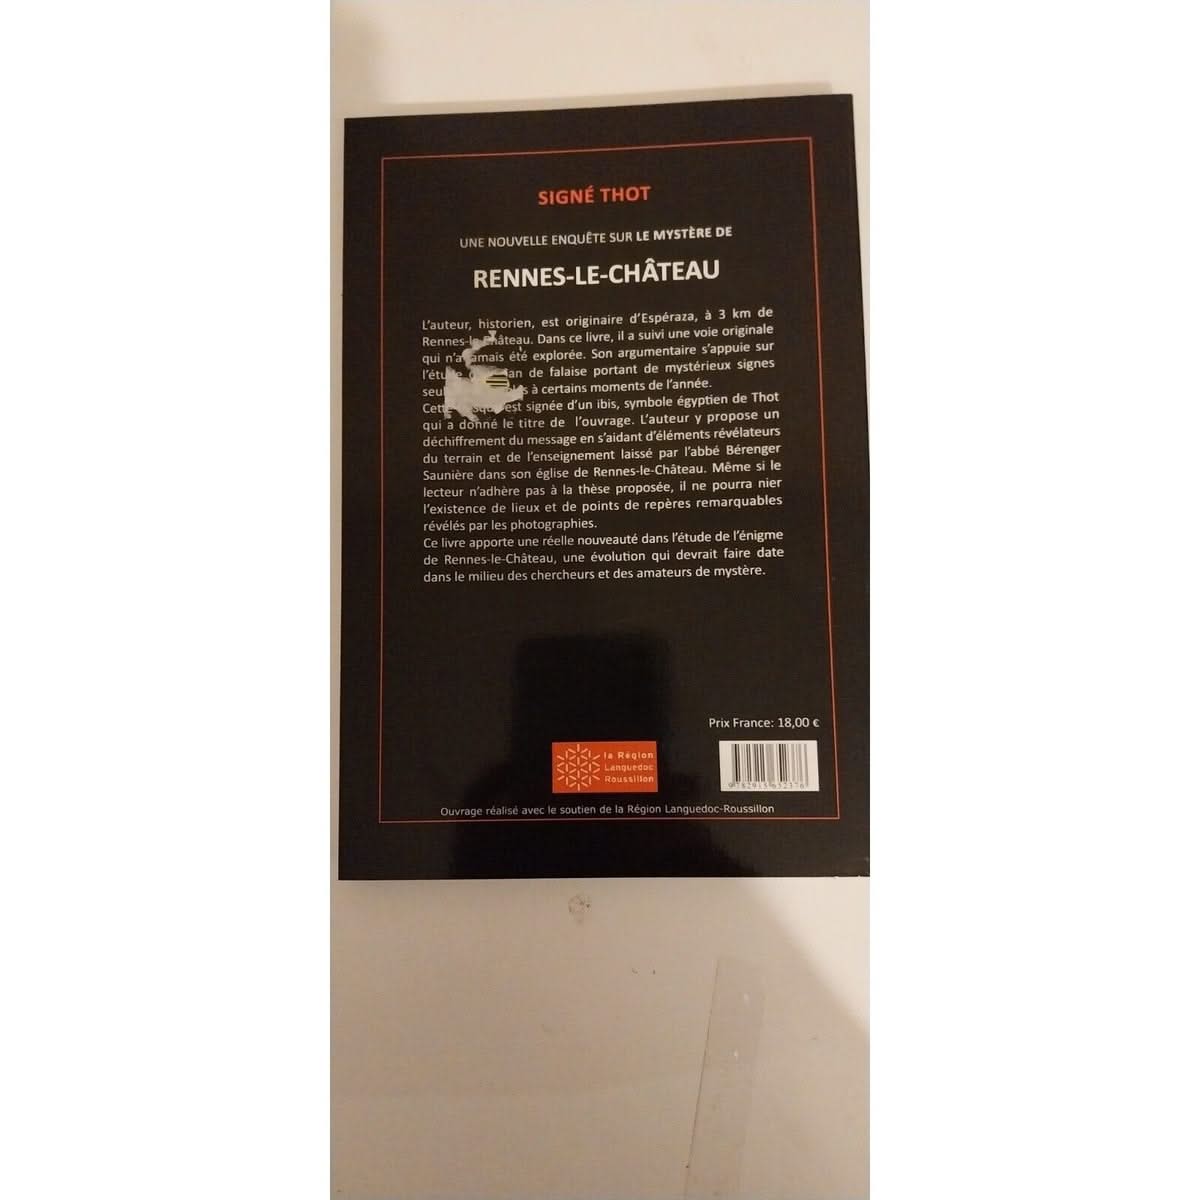 SIGNÉ THOT
UNE NOUVELLE ENQUÊTE SUR LE MYSTÈRE DE
RENNES-LE-CHÂTEAU
L'auteur, historien, est originaire d'Espéraza, à 3 km de
Rennes-le-Château. Dans ce livre, il a suivi une voie originale
qui n'a jamais été explorée. Son argumentaire s'appuie sur
de falaise portant de mystérieux signes
à certains moments de l'année.
est signée d'un ibis, symbole égyptien de Thot
qui a donné le titre de l'ouvrage. L'auteur y propose un
déchiffrement du message en s'aidant d'éléments révélateurs
du terrain et de l'enseignement laissé par l'abbé Bérenger
Saunière dans son église de Rennes-le-Château. Même si le
lecteur n'adhère pas à la thèse proposée, il ne pourra nier
l'existence de lieux et de points de repères remarquables
révélés par les photographies.
Ce livre apporte une réelle nouveauté dans l'étude de l'énigme
de Rennes-le-Château, une évolution qui devrait faire date
dans le milieu des chercheurs et des amateurs de mystère.
Prix France: 18,00 €
la Région
Languedoc
Roussillon
9 782915 652376
Ouvrage réalisé avec le soutien de la Région Languedoc-Roussillon